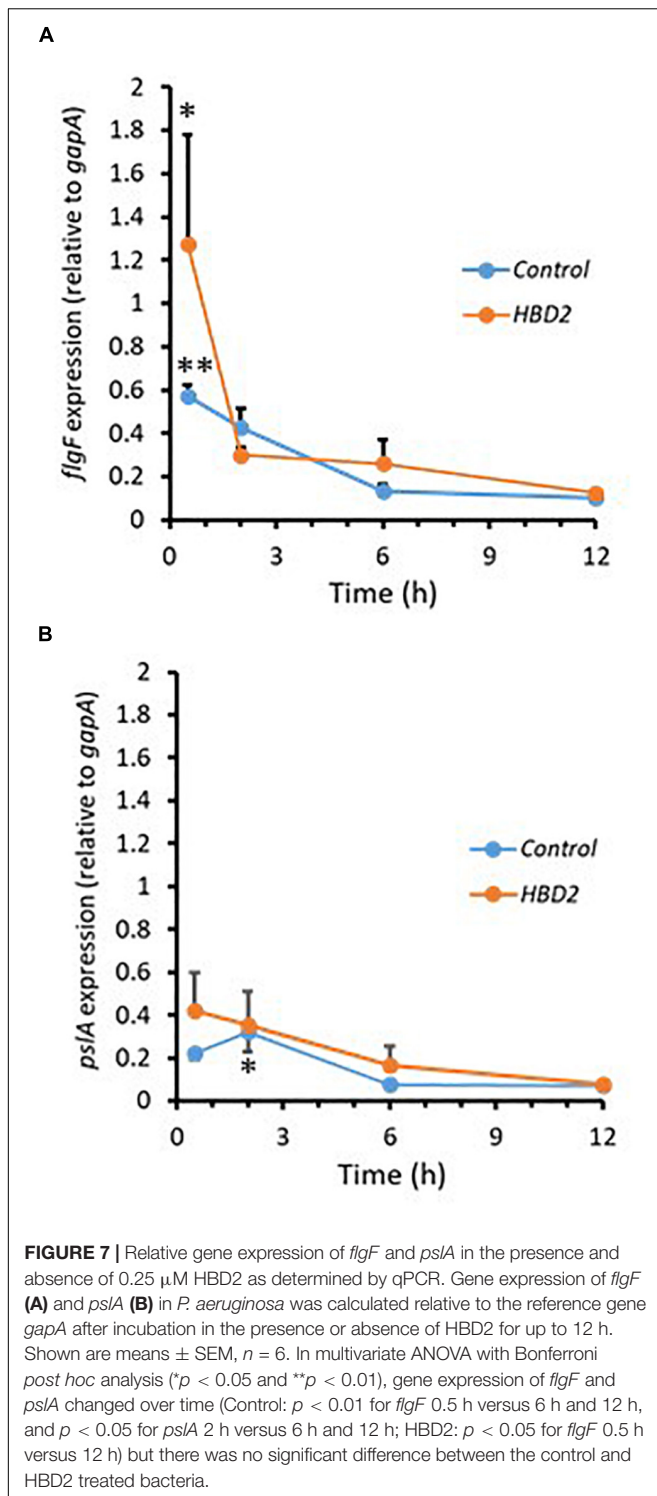 A
flgF expression (relative to gapA)
2
1.8
1.6
1.4
1.2
1
0.8
0.6
0.4
0.2
0
*
**
Control
HBD2
0
3
6
9
12
Time (h)
B
pslA expression (relative to gapA)
2
1.8
1.6
1.4
1.2
1
0.8
0.6
0.4
0.2
0
*
Control
HBD2
0
3
6
9
12
Time (h)
FIGURE 7 | Relative gene expression of flgF and pslA in the presence and
absence of 0.25 μM HBD2 as determined by qPCR. Gene expression of flgF
(A) and pslA (B) in P. aeruginosa was calculated relative to the reference gene
gapA after incubation in the presence or absence of HBD2 for up to 12 h.
Shown are means ± SEM, n = 6. In multivariate ANOVA with Bonferroni
post hoc analysis (*p < 0.05 and **p < 0.01), gene expression of flgF and
pslA changed over time (Control: p < 0.01 for flgF 0.5 h versus 6 h and 12 h,
and p < 0.05 for pslA 2 h versus 6 h and 12 h; HBD2: p < 0.05 for flgF 0.5 h
versus 12 h) but there was no significant difference between the control and
HBD2 treated bacteria.